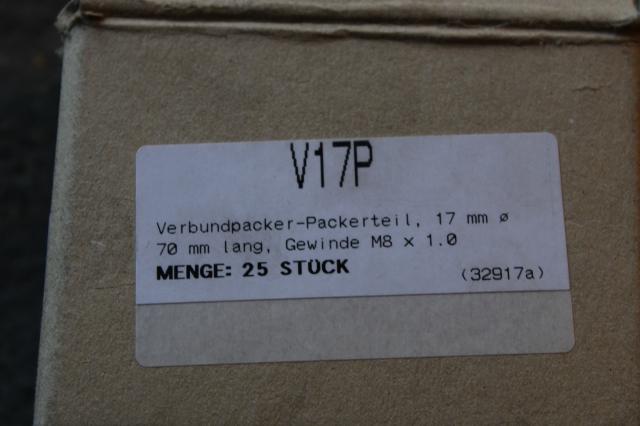 V17P
Verbundpacker-Packerteil, 17 mm ø
70 mm lang, Gewinde M8 x 1.0
MENGE: 25 STÜCK (32917a)